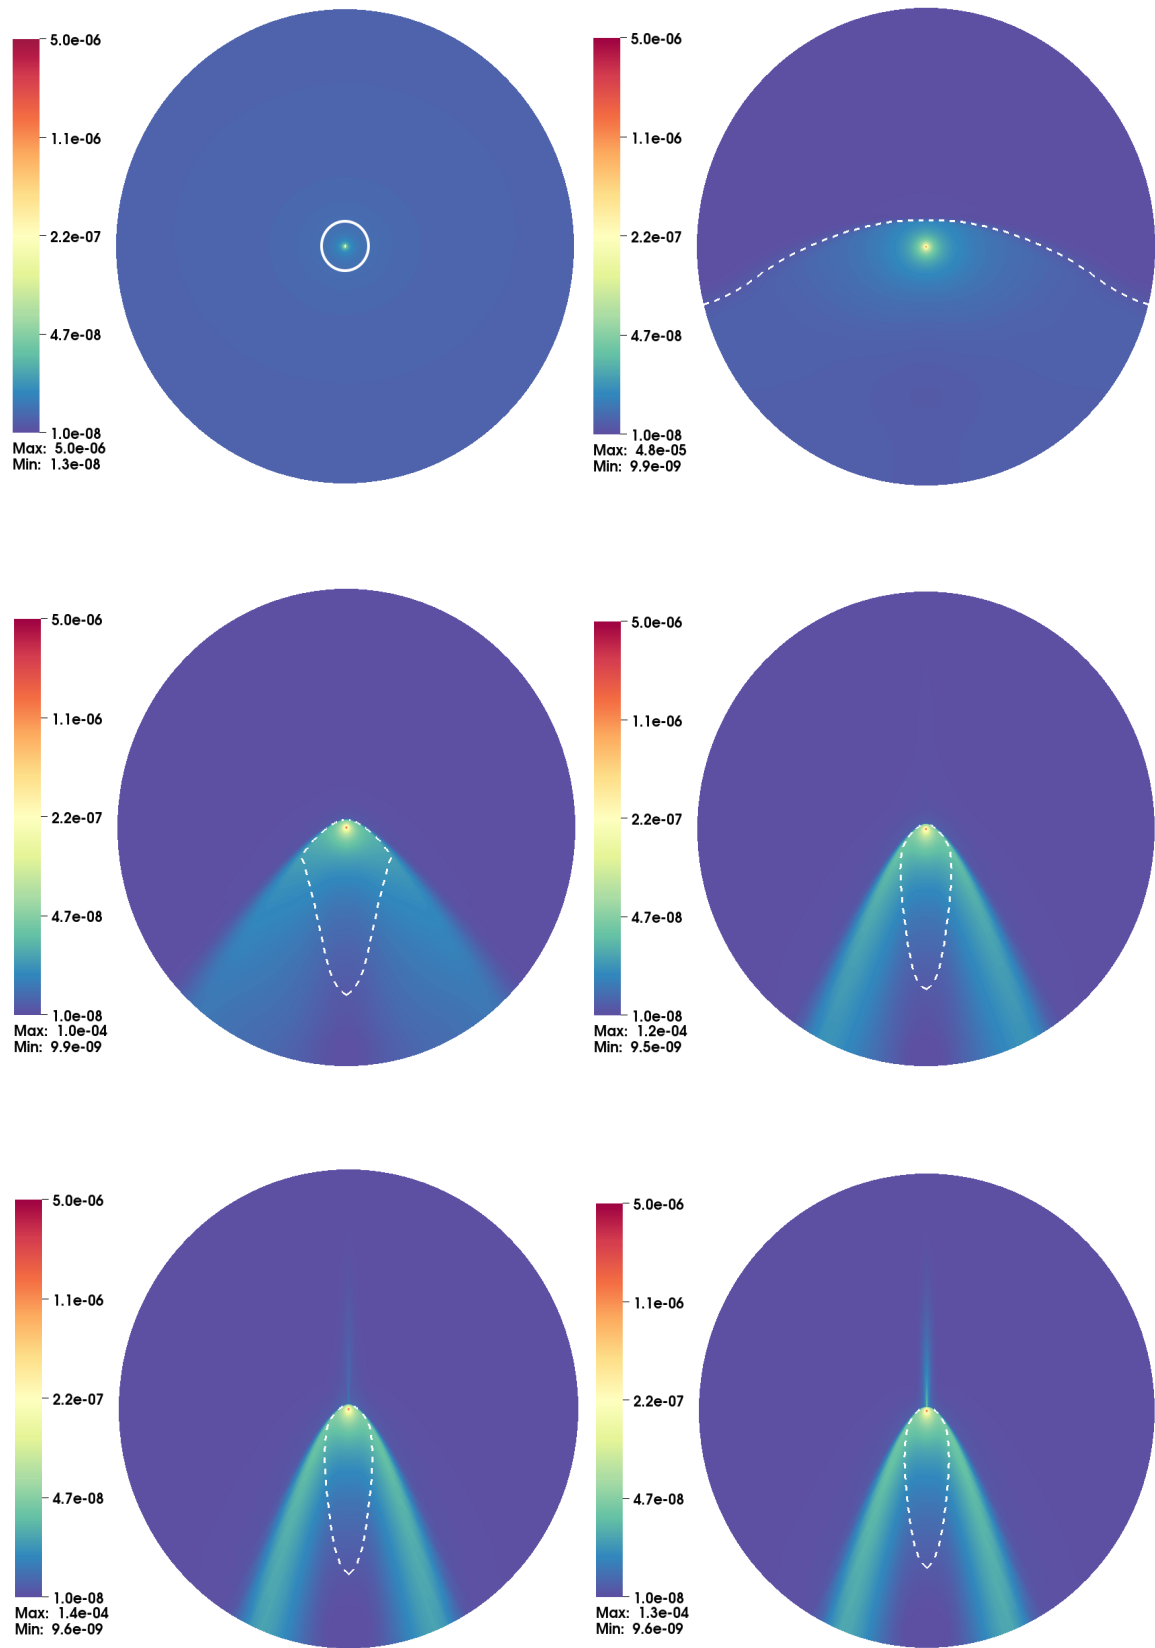 5.0e-06
1.1e-06
2.2e-07
4.7e-08
1.0e-08
Max: 5.0e-06
Min: 1.3e-08
5.0e-06
1.1e-06
2.2e-07
4.7e-08
1.0e-08
Max: 4.8e-05
Min: 9.9e-09
5.0e-06
1.1e-06
2.2e-07
4.7e-08
1.0e-08
Max: 1.0e-04
Min: 9.9e-09
5.0e-06
1.1e-06
2.2e-07
4.7e-08
1.0e-08
Max: 1.2e-04
Min: 9.5e-09
5.0e-06
1.1e-06
2.2e-07
4.7e-08
1.0e-08
Max: 1.4e-04
Min: 9.6e-09
5.0e-06
1.1e-06
2.2e-07
4.7e-08
1.0e-08
Max: 1.3e-04
Min: 9.6e-09